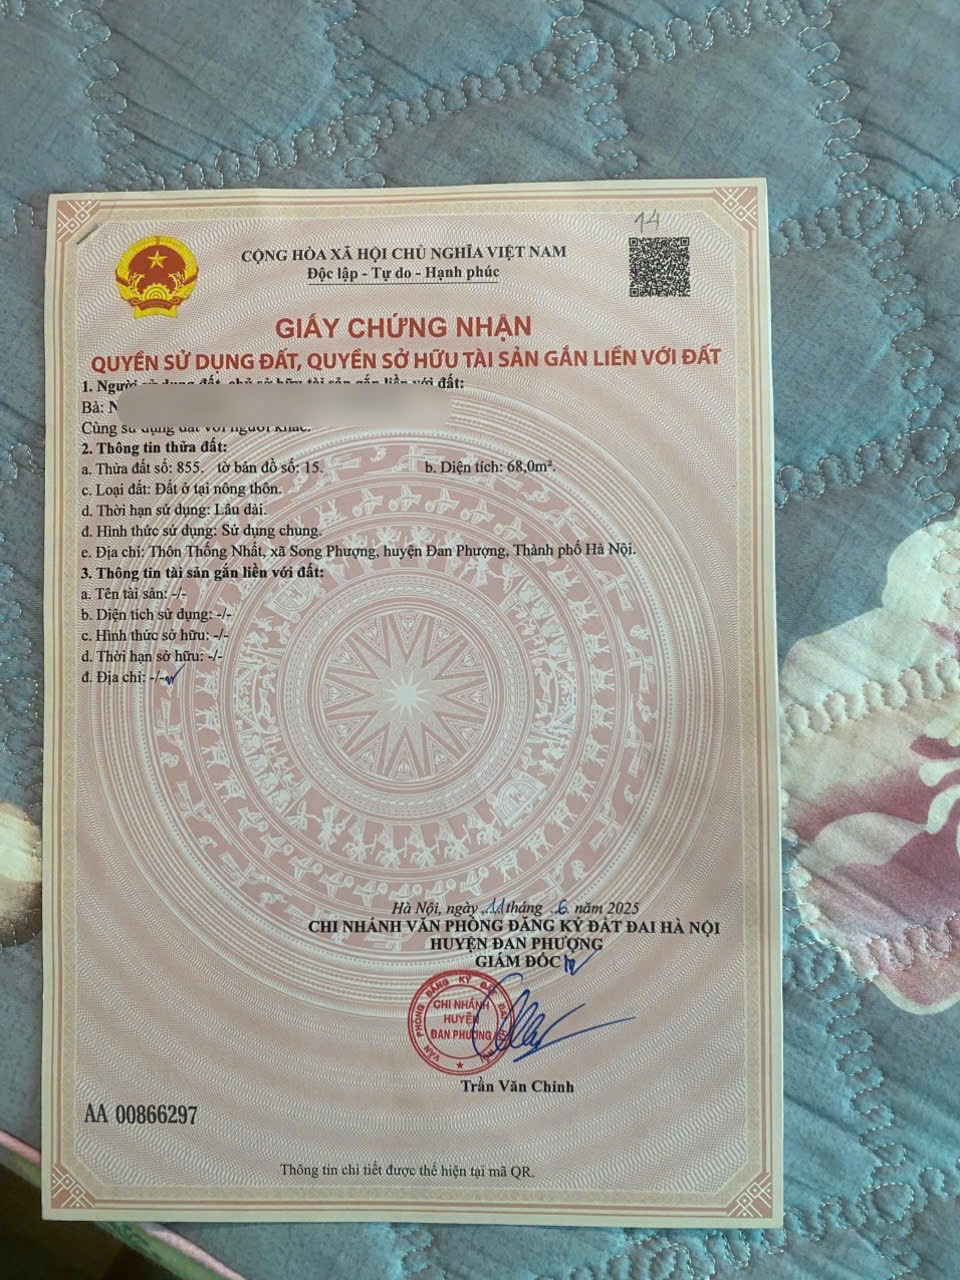 14
CỘNG HÒA XÃ HỘI CHỦ NGHĨA VIỆT NAM
Độc lập - Tự do - Hạnh phúc
GIẤY CHỨNG NHẬN
QUYỀN SỬ DỤNG ĐẤT, QUYỀN SỞ HỮU TÀI SẢN GẮN LIỀN VỚI ĐẤT
1. Người sử dụng đất, chủ sở hữu tài sản gắn liền với đất:
Bà: N
Cùng sử dụng đất với người khác.
2. Thông tin thửa đất:
a. Thửa đất số: 855. tờ bản đồ số: 15. b. Diện tích: 68,0m².
c. Loại đất: Đất ở tại nông thôn.
d. Thời hạn sử dụng: Lâu dài.
đ. Hình thức sử dụng: Sử dụng chung.
e. Địa chỉ: Thôn Thống Nhất, xã Song Phượng, huyện Đan Phượng, Thành phố Hà Nội.
3. Thông tin tài sản gắn liền với đất:
a. Tên tài sản: -/-
b. Diện tích sử dụng: -/-
c. Hình thức sở hữu: -/-
d. Thời hạn sở hữu: -/-
đ. Địa chỉ: -/-
Hà Nội, ngày 11 tháng 6 năm 2025
CHI NHÁNH VĂN PHÒNG ĐĂNG KÝ ĐẤT ĐAI HÀ NỘI
HUYỆN ĐAN PHƯỢNG
GIÁM ĐỐC
VĂN PHÒNG ĐĂNG KÝ ĐẤT ĐAI
CHI NHÁNH
HUYỆN
ĐAN PHƯỢNG
Trần Văn Chính
AA 00866297
Thông tin chi tiết được thể hiện tại mã QR.